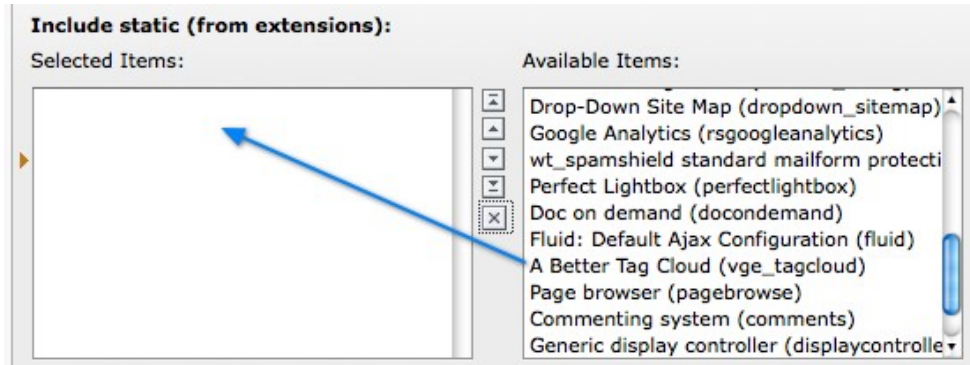 Include static (from extensions):
Selected Items:
Available Items:
Drop-Down Site Map (dropdown_sitemap)
Google Analytics (rsgoogleanalytics)
wt_spamshield standard mailform protecti
Perfect Lightbox (perfectlightbox)
Doc on demand (docondemand)
Fluid: Default Ajax Configuration (fluid)
A Better Tag Cloud (vge_tagcloud)
Page browser (pagebrowse)
Commenting system (comments)
Generic display controller (displaycontrolle